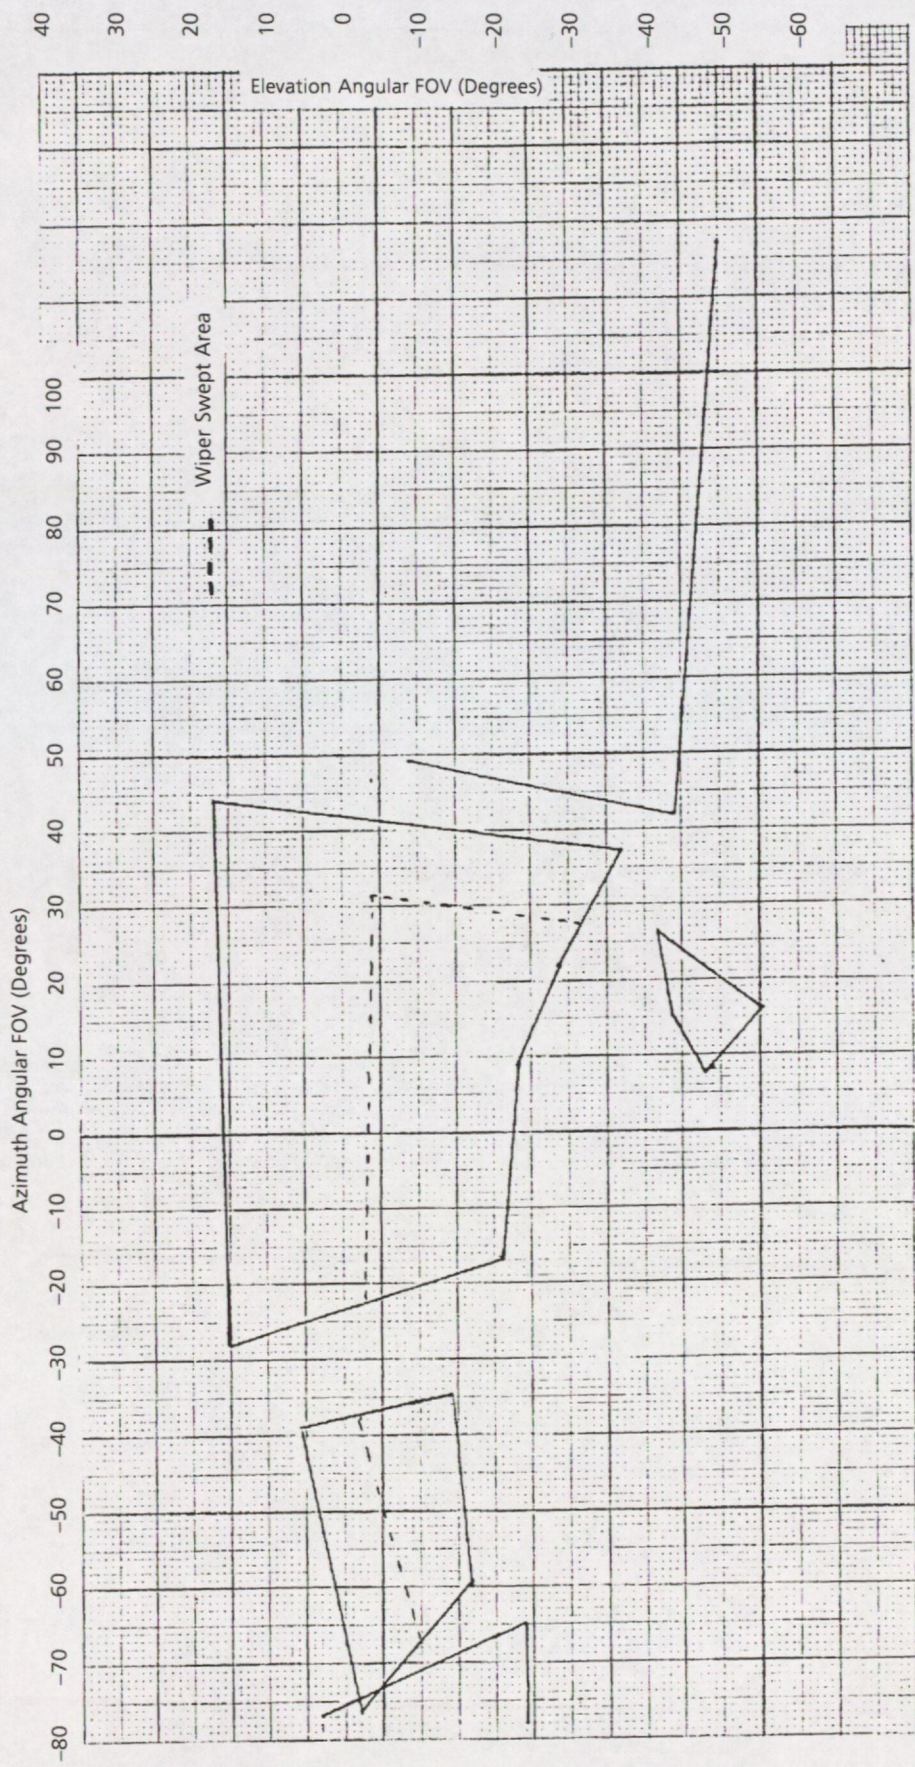 Azimuth Angular FOV (Degrees)
-80 -70 -60 -50 -40 -30 -20 -10 0 10 20 30 40 50 60 70 80 90 100
Elevation Angular FOV (Degrees)
40 30 20 10 0 -10 -20 -30 -40 -50 -60
Wiper Swept Area